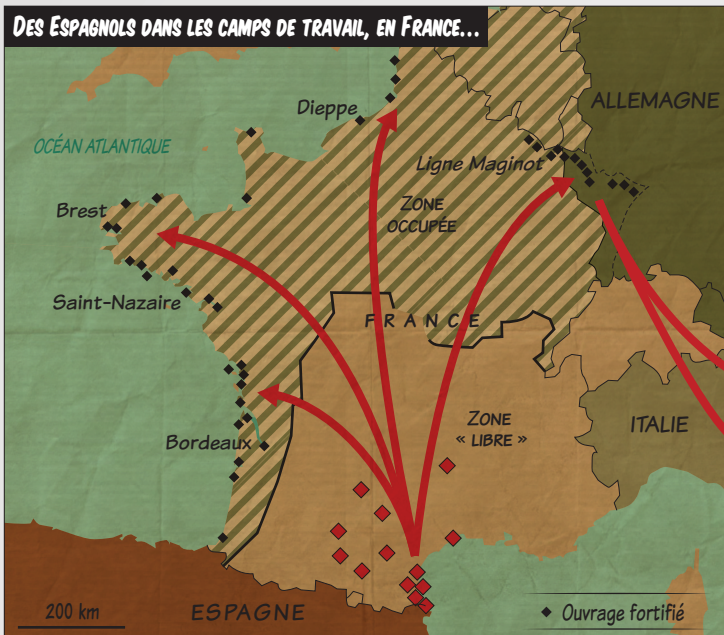 DES ESPAGNOLS DANS LES CAMPS DE TRAVAIL, EN FRANCE...
Dieppe
ALLEMAGNE
OCÉAN ATLANTIQUE
Ligne Maginot
Brest
ZONE
OCCUPÉE
Saint-Nazaire
FRANCE
ZONE
« LIBRE »
ITALIE
Bordeaux
200 km
ESPAGNE
Ouvrage fortifié